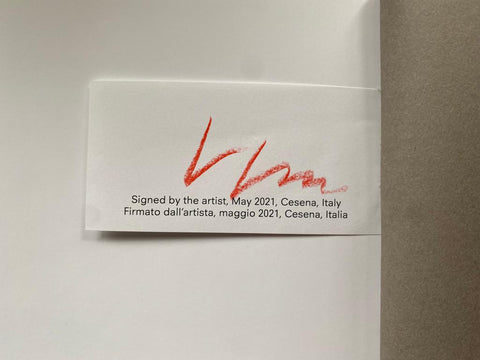 Signed by the artist, May 2021, Cesena, Italy
Firmato dall'artista, maggio 2021, Cesena, Italia